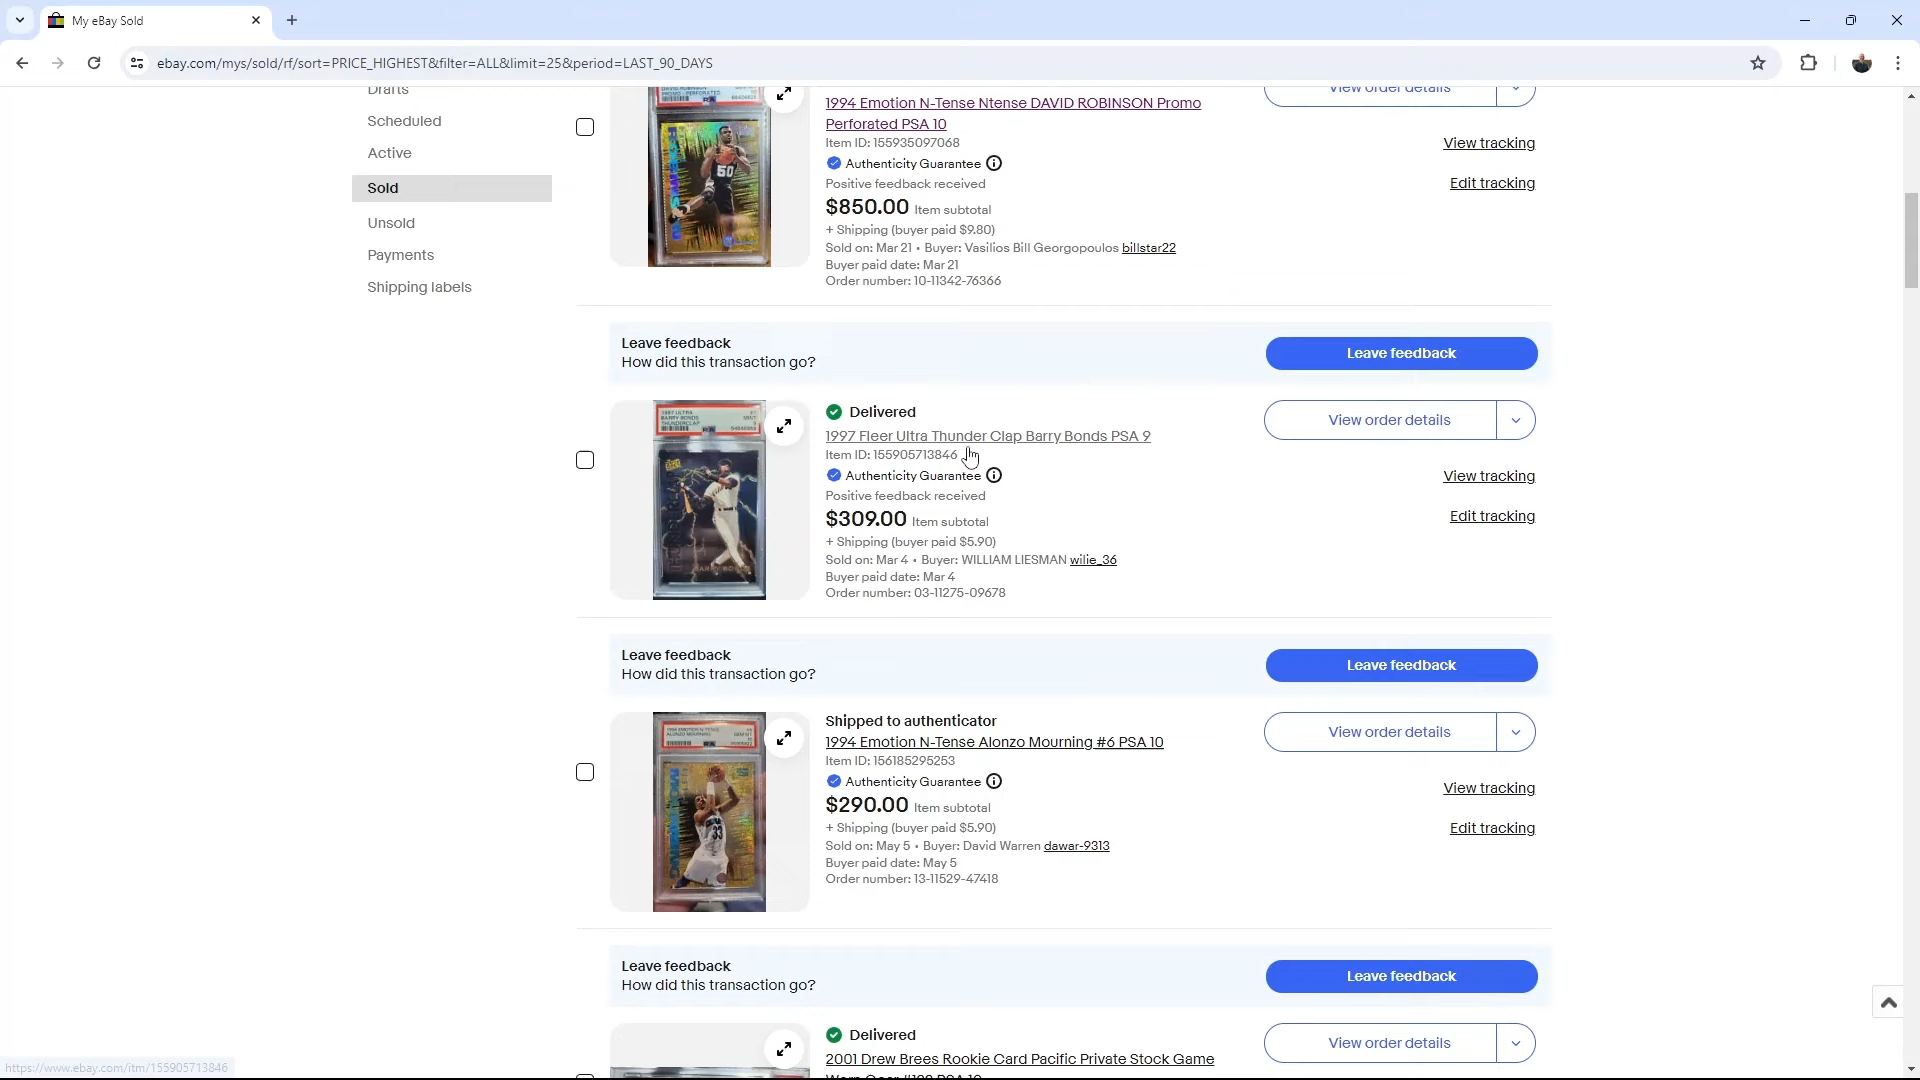 My eBay Sold
ebay.com/mys/sold/rf/sort=PRICE_HIGHEST&filter=ALL&limit=25&period=LAST_90_DAYS
Drafts
Scheduled
Active
Sold
Unsold
Payments
Shipping labels
1994 Emotion N-Tense Ntense DAVID ROBINSON Promo
Perforated PSA 10
Item ID: 155935097068
Authenticity Guarantee
Positive feedback received
$850.00 Item subtotal
+ Shipping (buyer paid $9.80)
Sold on: Mar 21 • Buyer: Vasilios Bill Georgopoulos billstar22
Buyer paid date: Mar 21
Order number: 10-11342-76366
View order details
View tracking
Edit tracking
50
Leave feedback
How did this transaction go?
Leave feedback
1997 ULTRA
BARRY BONDS
THUNDERCLAP
Delivered
1997 Fleer Ultra Thunder Clap Barry Bonds PSA 9
Item ID: 155905713846
Authenticity Guarantee
Positive feedback received
$309.00 Item subtotal
+ Shipping (buyer paid $5.90)
Sold on: Mar 4 • Buyer: WILLIAM LIESMAN wilie_36
Buyer paid date: Mar 4
Order number: 03-11275-09678
View order details
View tracking
Edit tracking
Leave feedback
How did this transaction go?
Leave feedback
33
Shipped to authenticator
1994 Emotion N-Tense Alonzo Mourning #6 PSA 10
Item ID: 156185295253
Authenticity Guarantee
$290.00 Item subtotal
+ Shipping (buyer paid $5.90)
Sold on: May 5 • Buyer: David Warren dawar-9313
Buyer paid date: May 5
Order number: 13-11529-47418
View order details
View tracking
Edit tracking
Leave feedback
How did this transaction go?
Leave feedback
Delivered
2001 Drew Brees Rookie Card Pacific Private Stock Game
View order details
https://www.ebay.com/itm/155905713846